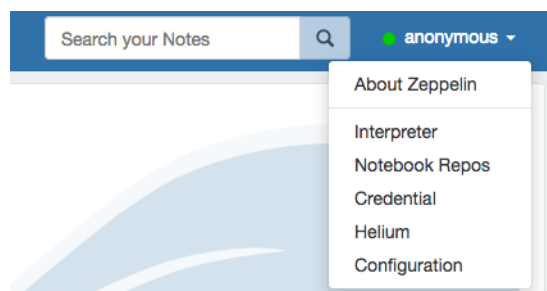 Search your Notes
anonymous
About Zeppelin
Interpreter
Notebook Repos
Credential
Helium
Configuration